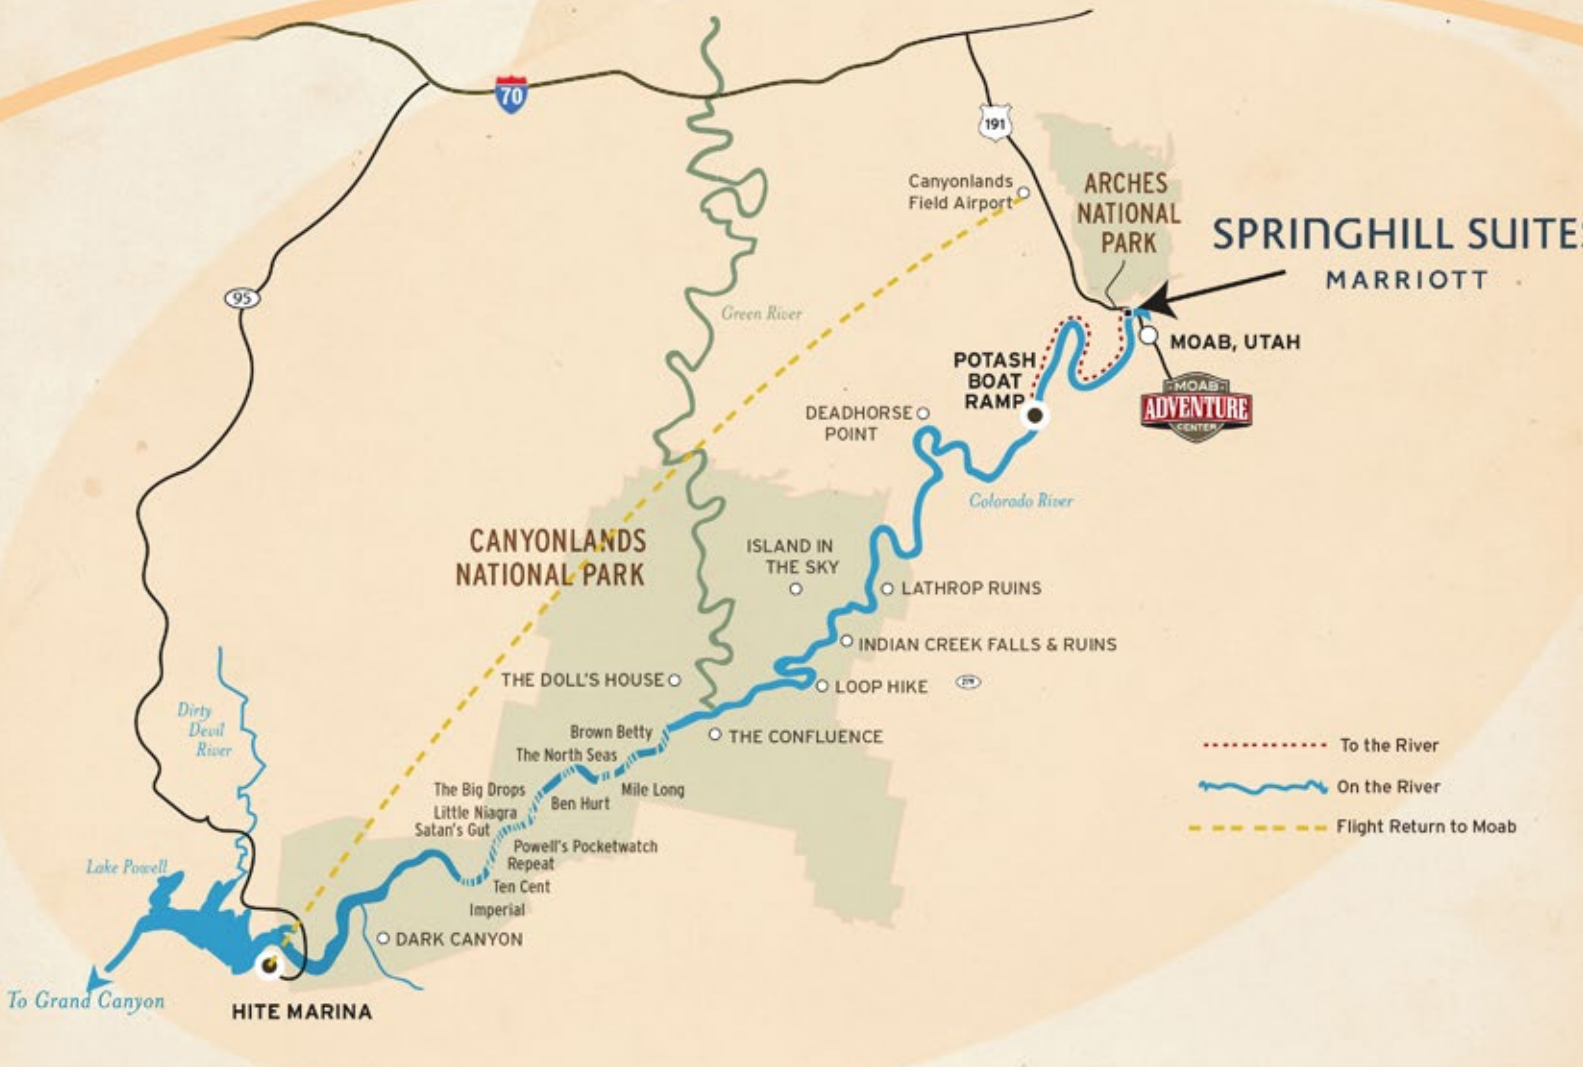 70
191
Canyonlands
Field Airport
ARCHES
NATIONAL
PARK
SPRINGHILL SUITES
MARRIOTT
95
Green River
MOAB, UTAH
POTASH
BOAT
RAMP
MOAB
ADVENTURE
CENTER
DEADHORSE
POINT
Colorado River
CANYONLANDS
NATIONAL PARK
ISLAND IN
THE SKY
LATHROP RUINS
INDIAN CREEK FALLS & RUINS
THE DOLL'S HOUSE
LOOP HIKE
Dirty
Devil
River
Brown Betty
THE CONFLUENCE
The North Seas
The Big Drops
Mile Long
Ben Hurt
Little Niagra
Satan's Gut
Powell's Pocketwatch
Repeat
Ten Cent
Imperial
Lake Powell
DARK CANYON
To Grand Canyon
HITE MARINA
To the River
On the River
Flight Return to Moab